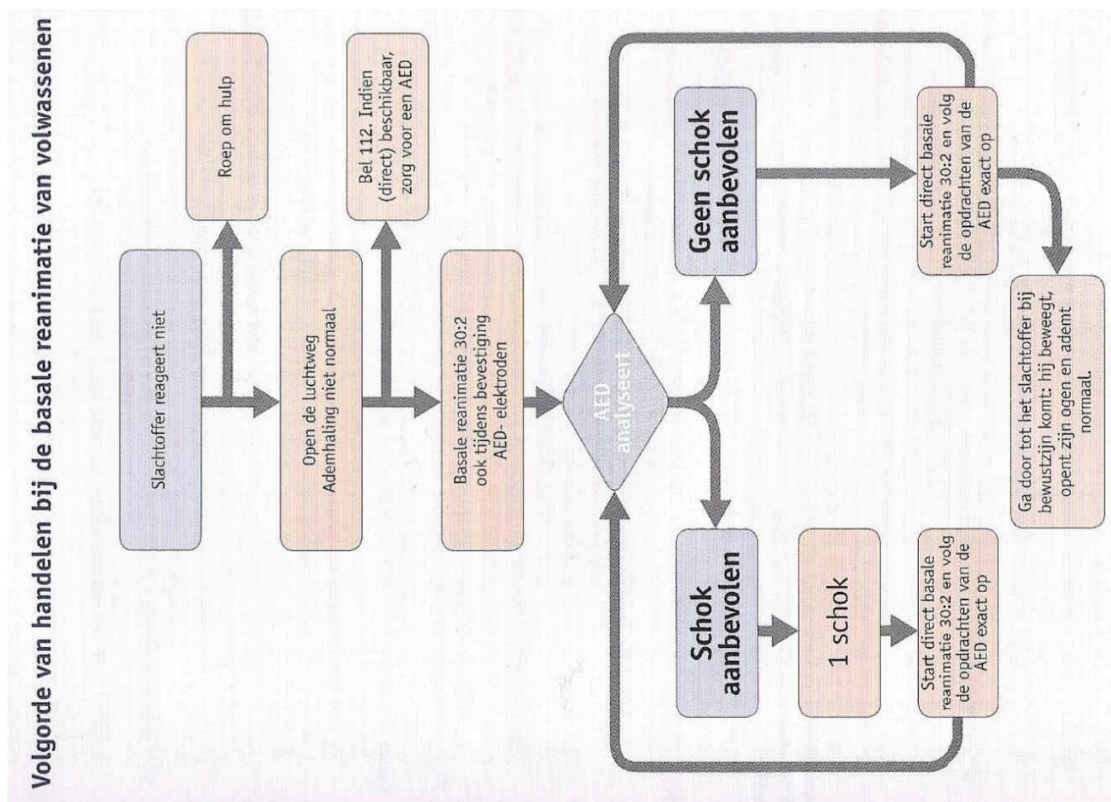 Volgorde van handelen bij de basale reanimatie van volwassenen
Slachtoffer reageert niet
Roep om hulp
Open de luchtweg
Ademhaling niet normaal
Bel 112. Indien
(direct) beschikbaar,
zorg voor een AED
Basale reanimatie 30:2
ook tijdens bevestiging
AED- elektroden
AED
analyseert
Schok
aanbevolen
Geen schok
aanbevolen
1 schok
Start direct basale
reanimatie 30:2 en volg
de opdrachten van de
AED exact op
Start direct basale
reanimatie 30:2 en volg
de opdrachten van de
AED exact op
Ga door tot het slachtoffer bij
bewustzijn komt: hij beweegt,
opent zijn ogen en ademt
normaal.